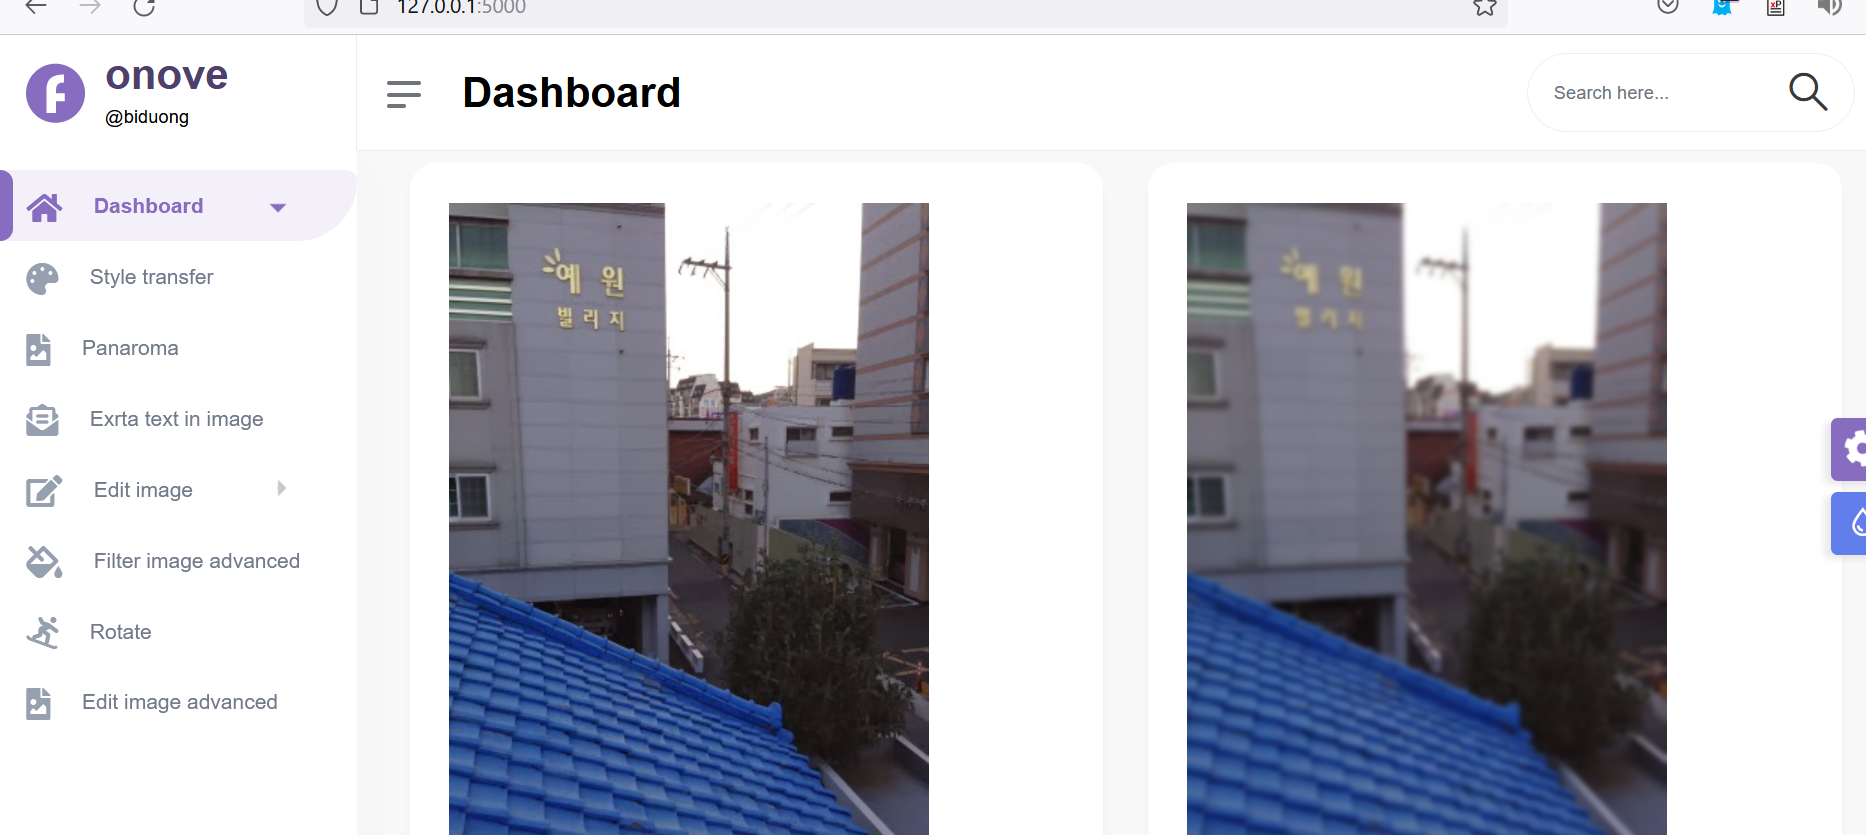 127.0.0.1:5000
onove
@biduong
Dashboard
Search here...
Dashboard
Style transfer
Panaroma
Exrta text in image
Edit image
Filter image advanced
Rotate
Edit image advanced
예 원
빌 리 지
예 원
빌 리 지